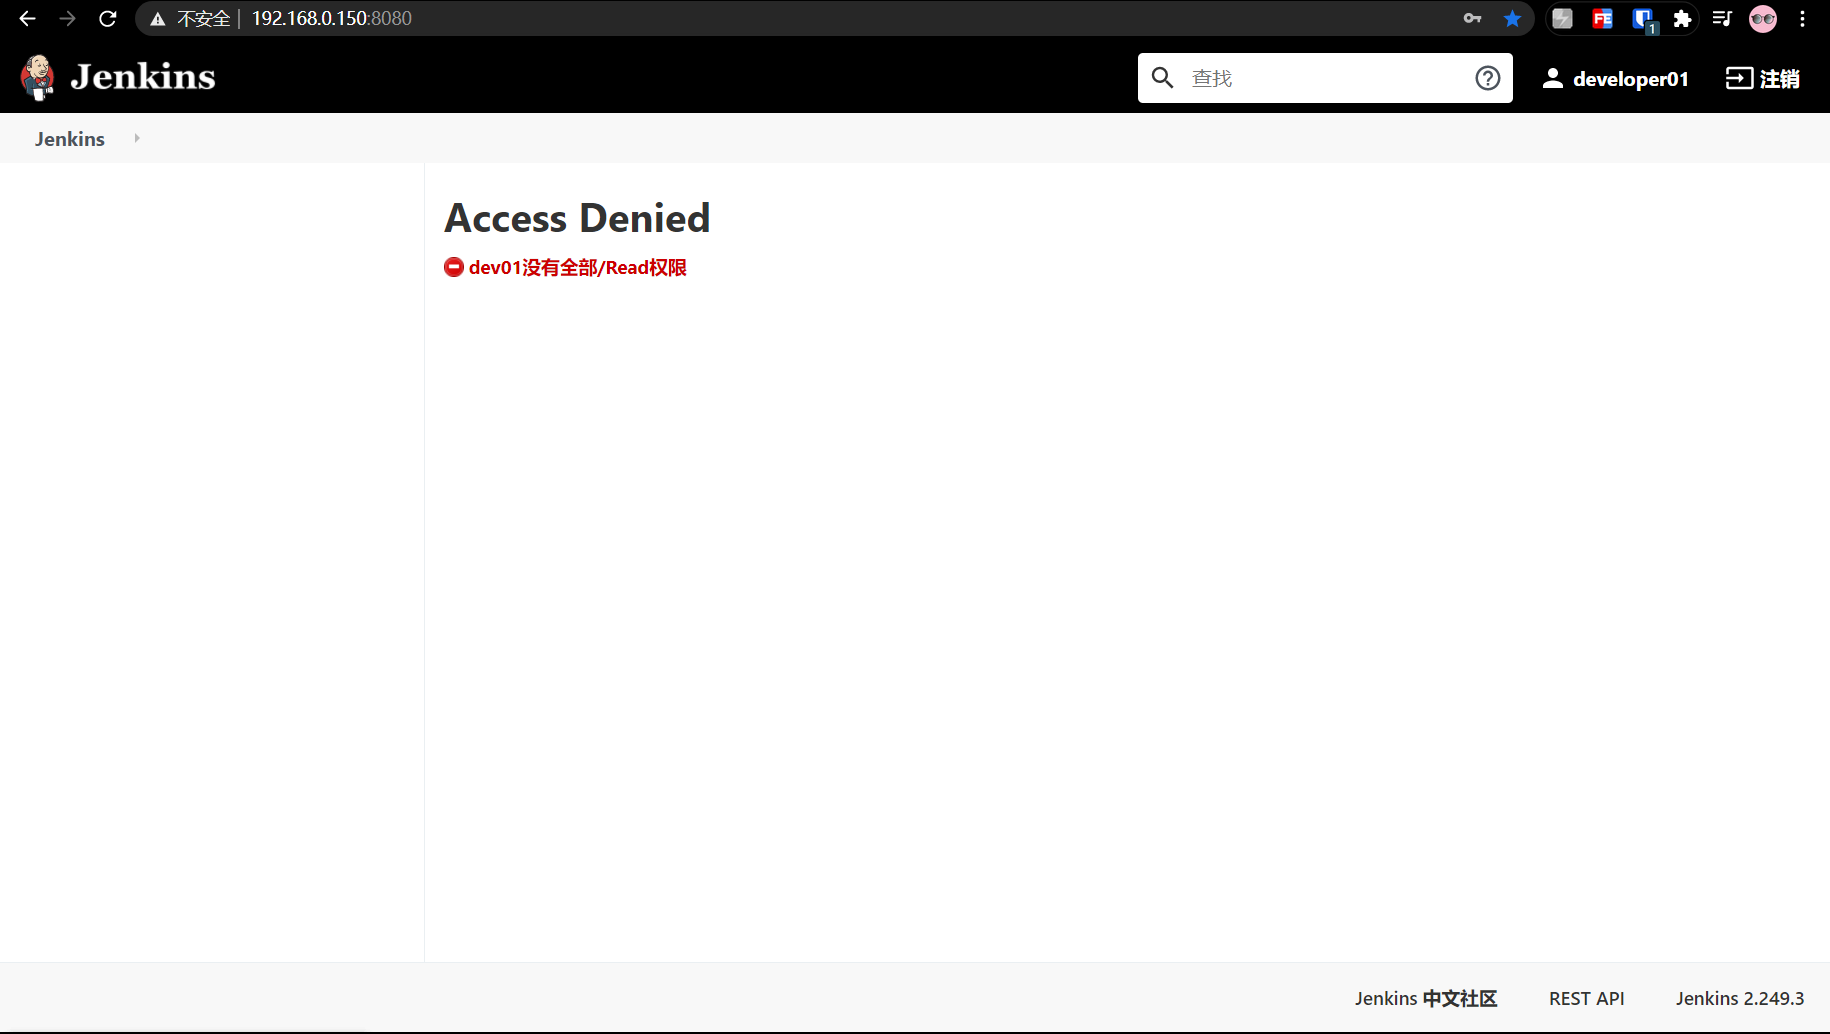 不安全 | 192.168.0.150:8080
FE
1
Jenkins
查找
developer01
注销
Jenkins
Access Denied
dev01没有全部/Read权限
Jenkins 中文社区
REST API
Jenkins 2.249.3